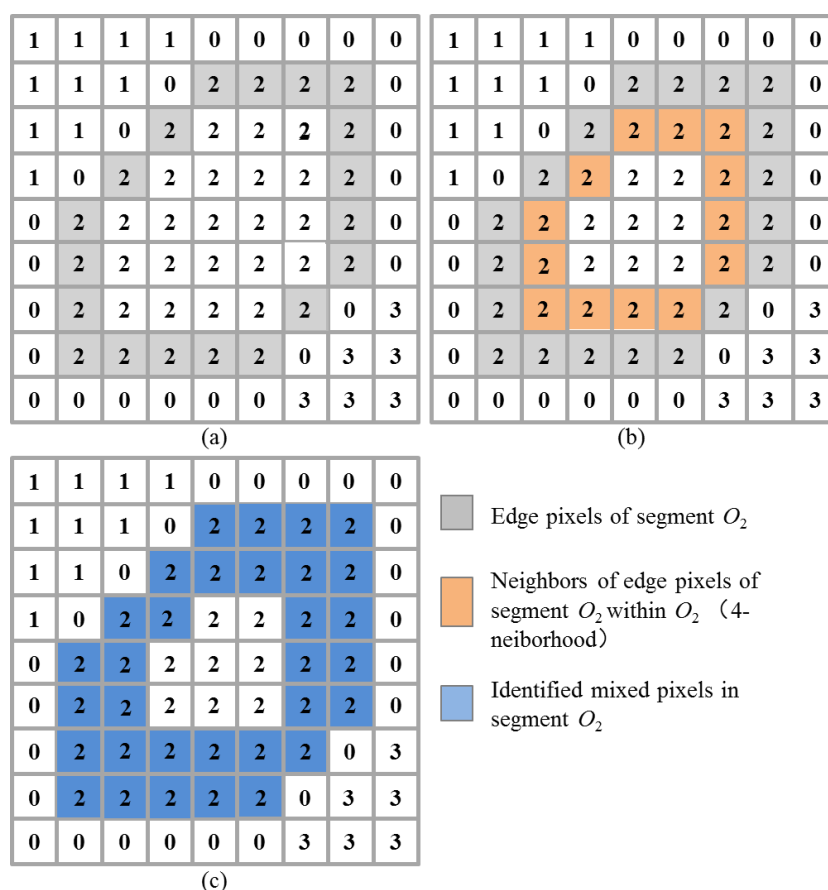 1 1 1 1 0 0 0 0 0 1 1 1 1 0 0 0 0 0
1 1 1 0 2 2 2 2 0 1 1 1 0 2 2 2 2 0
1 1 0 2 2 2 2 2 0 1 1 0 2 2 2 2 2 0
1 0 2 2 2 2 2 2 0 1 0 2 2 2 2 2 2 0
0 2 2 2 2 2 2 2 0 0 2 2 2 2 2 2 2 0
0 2 2 2 2 2 2 2 0 0 2 2 2 2 2 2 2 0
0 2 2 2 2 2 2 0 3 0 2 2 2 2 2 2 0 3
0 2 2 2 2 2 0 3 3 0 2 2 2 2 2 0 3 3
0 0 0 0 0 0 3 3 3 0 0 0 0 0 0 3 3 3
(a) (b)
1 1 1 1 0 0 0 0 0
1 1 1 0 2 2 2 2 0
1 1 0 2 2 2 2 2 0
1 0 2 2 2 2 2 2 0
0 2 2 2 2 2 2 2 0
0 2 2 2 2 2 2 2 0
0 2 2 2 2 2 2 0 3
0 2 2 2 2 2 0 3 3
0 0 0 0 0 0 3 3 3
(c)
Edge pixels of segment O2
Neighbors of edge pixels of
segment O2 within O2 （4-
neiborhood）
Identified mixed pixels in
segment O2